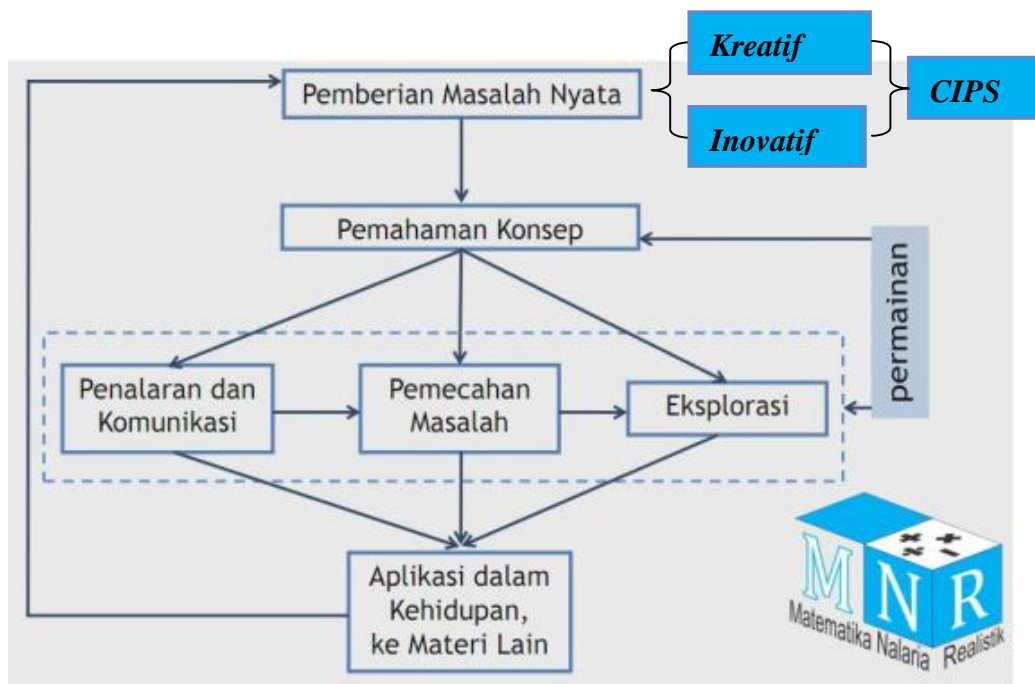 Kreatif
Pemberian Masalah Nyata
CIPS
Inovatif
Pemahaman Konsep
permainan
Penalaran dan
Komunikasi
Pemecahan
Masalah
Eksplorasi
Aplikasi dalam
Kehidupan,
ke Materi Lain
M N R
Matematika Nalaria Realistik